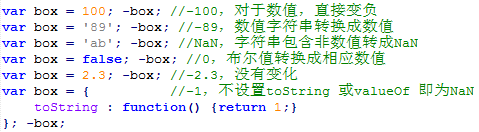 var box = 100; -box; //-100，对于数值，直接变负
var box = '89'; -box; //-89，数值字符串转换成数值
var box = 'ab'; -box; //NaN，字符串包含非数值转成NaN
var box = false; -box; //0，布尔值转换成相应数值
var box = 2.3; -box; //-2.3，没有变化
var box = { //-1，不设置toString 或valueOf 即为NaN
toString : function() {return 1;}
}; -box;